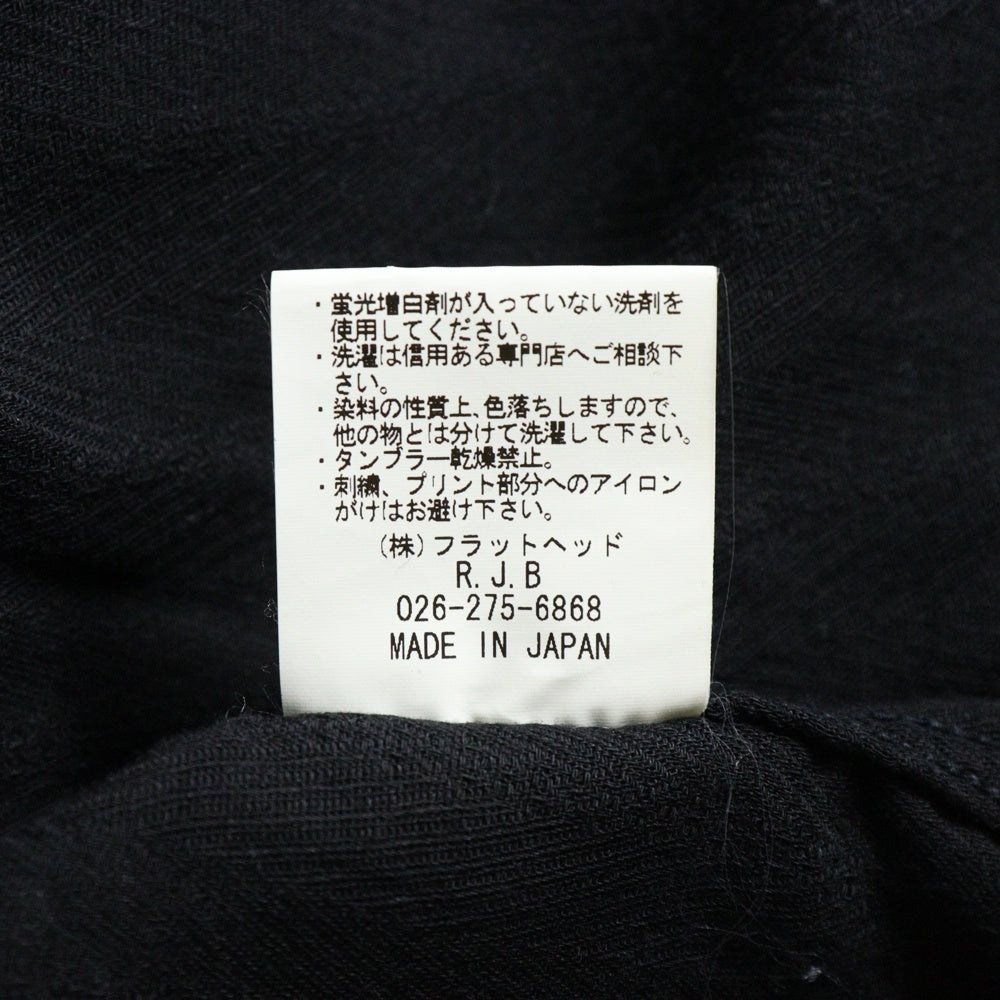 ・蛍光増白剤が入っていない洗剤を
使用してください。
・洗濯は信用ある専門店へご相談下
さい。
・染料の性質上、色落ちしますので、
他の物とは分けて洗濯して下さい。
・タンブラー乾燥禁止。
・刺繍、プリント部分へのアイロン
がけはお避け下さい。
(株)フラットヘッド
R.J.B
026-275-6868
MADE IN JAPAN